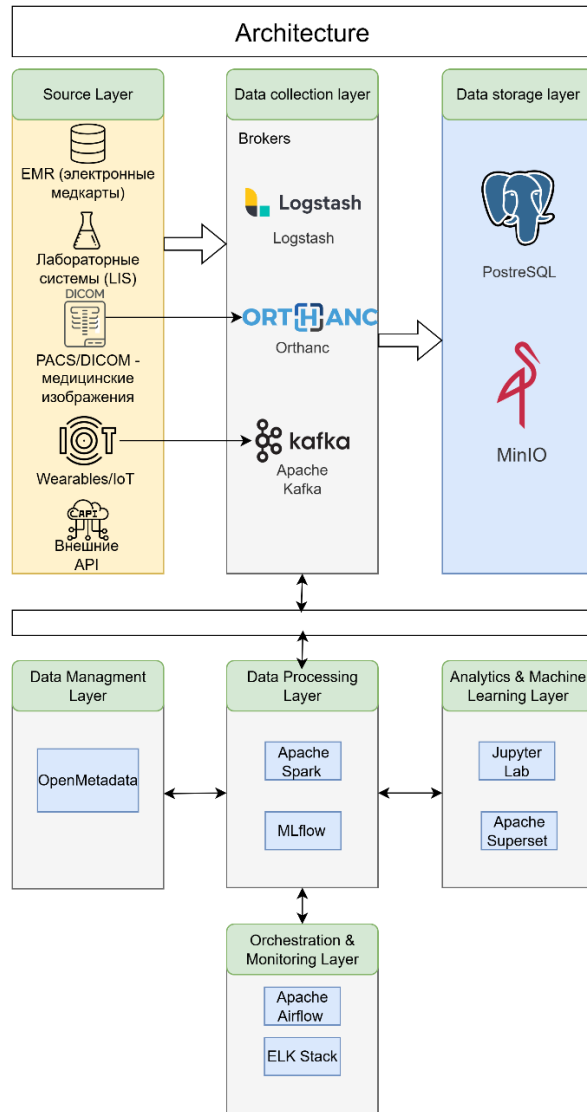 Architecture
Source Layer
EMR (электронные
медкарты)
Лабораторные
системы (LIS)
DICOM
PACS/DICOM -
медицинские
изображения
IOT
Wearables/IoT
API
Внешние
API
Data collection layer
Brokers
Logstash
Logstash
ORTHANC
Orthanc
kafka
Apache
Kafka
Data storage layer
PostreSQL
MinIO
Data Managment
Layer
OpenMetadata
Data Processing
Layer
Apache
Spark
MLflow
Analytics & Machine
Learning Layer
Jupyter
Lab
Apache
Superset
Orchestration &
Monitoring Layer
Apache
Airflow
ELK Stack